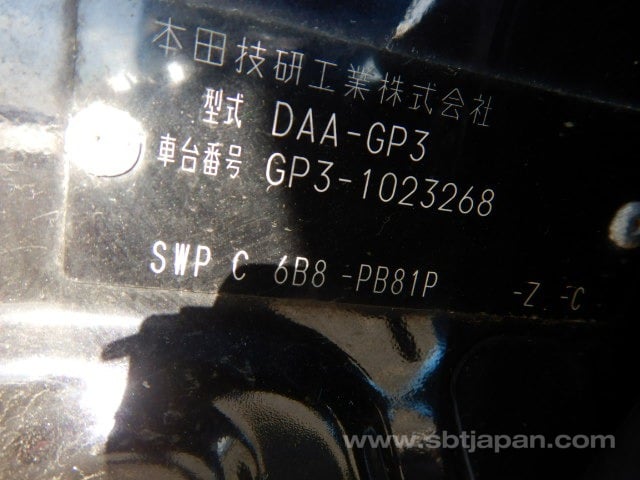 本田技研工業株式会社
型式 DAA-GP3
車台番号 GP3-1023268
SWP C 6B8 -PB81P -Z -C
www.sbtjapan.com